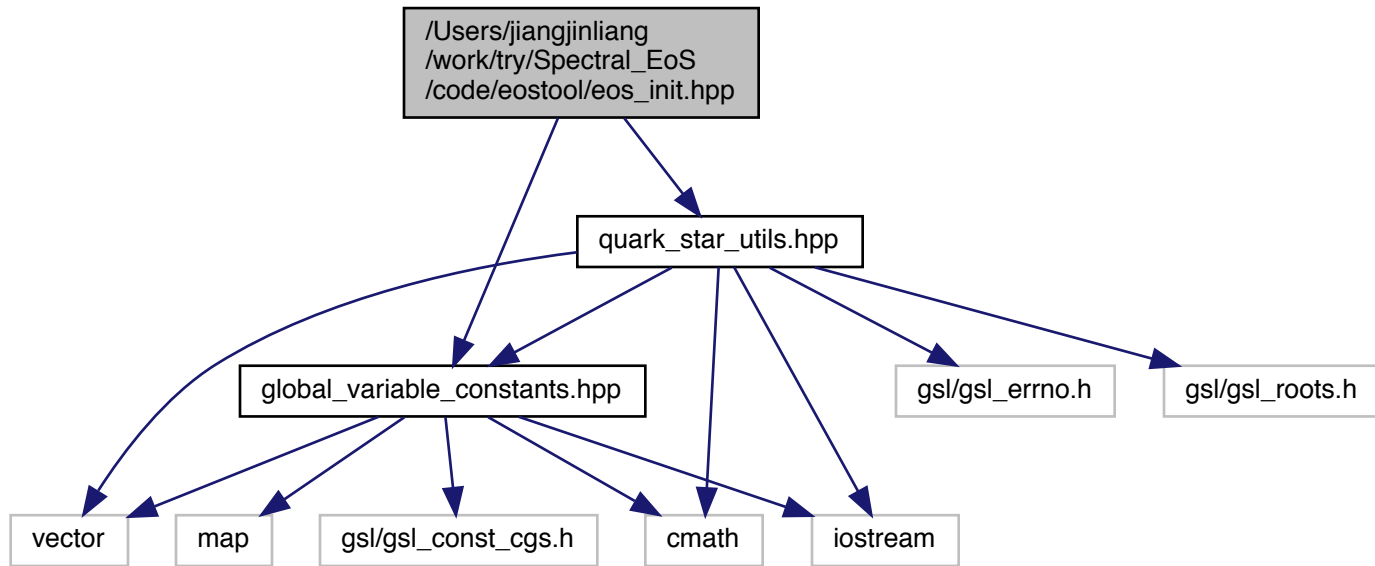 /Users/jiangjinliang
/work/try/Spectral_EoS
/code/eostool/eos_init.hpp
quark_star_utils.hpp
global_variable_constants.hpp
gsl/gsl_errno.h
gsl/gsl_roots.h
vector
map
gsl/gsl_const_cgs.h
cmath
iostream